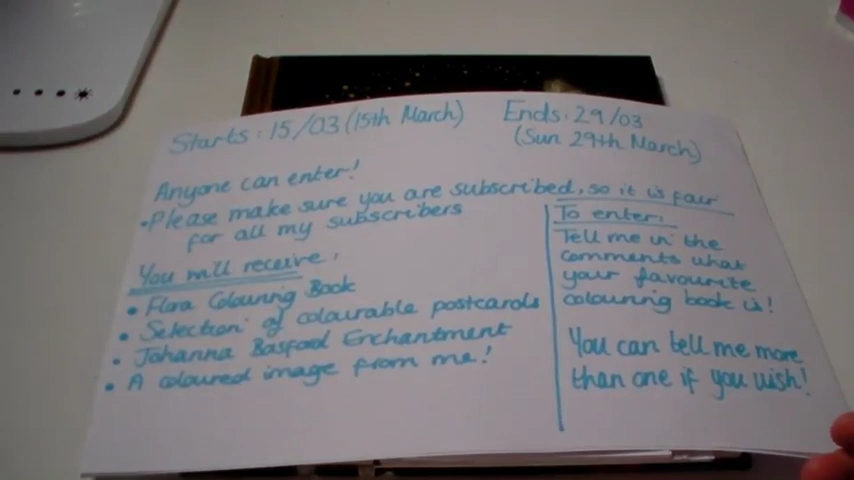 Starts: 15/03 (15th March)
Ends: 29/03
(Sun 29th March)
Anyone can enter!
• Please make sure you are subscribed, so it is fair
for all my subscribers
You will receive:
• Flora Colouring Book
• Selection of colourable postcards
• Johanna Basford Enchantment
• A coloured image from me!
To enter:
Tell me in the
comments what
your favourite
colouring book is!
You can tell me more
than one if you wish!